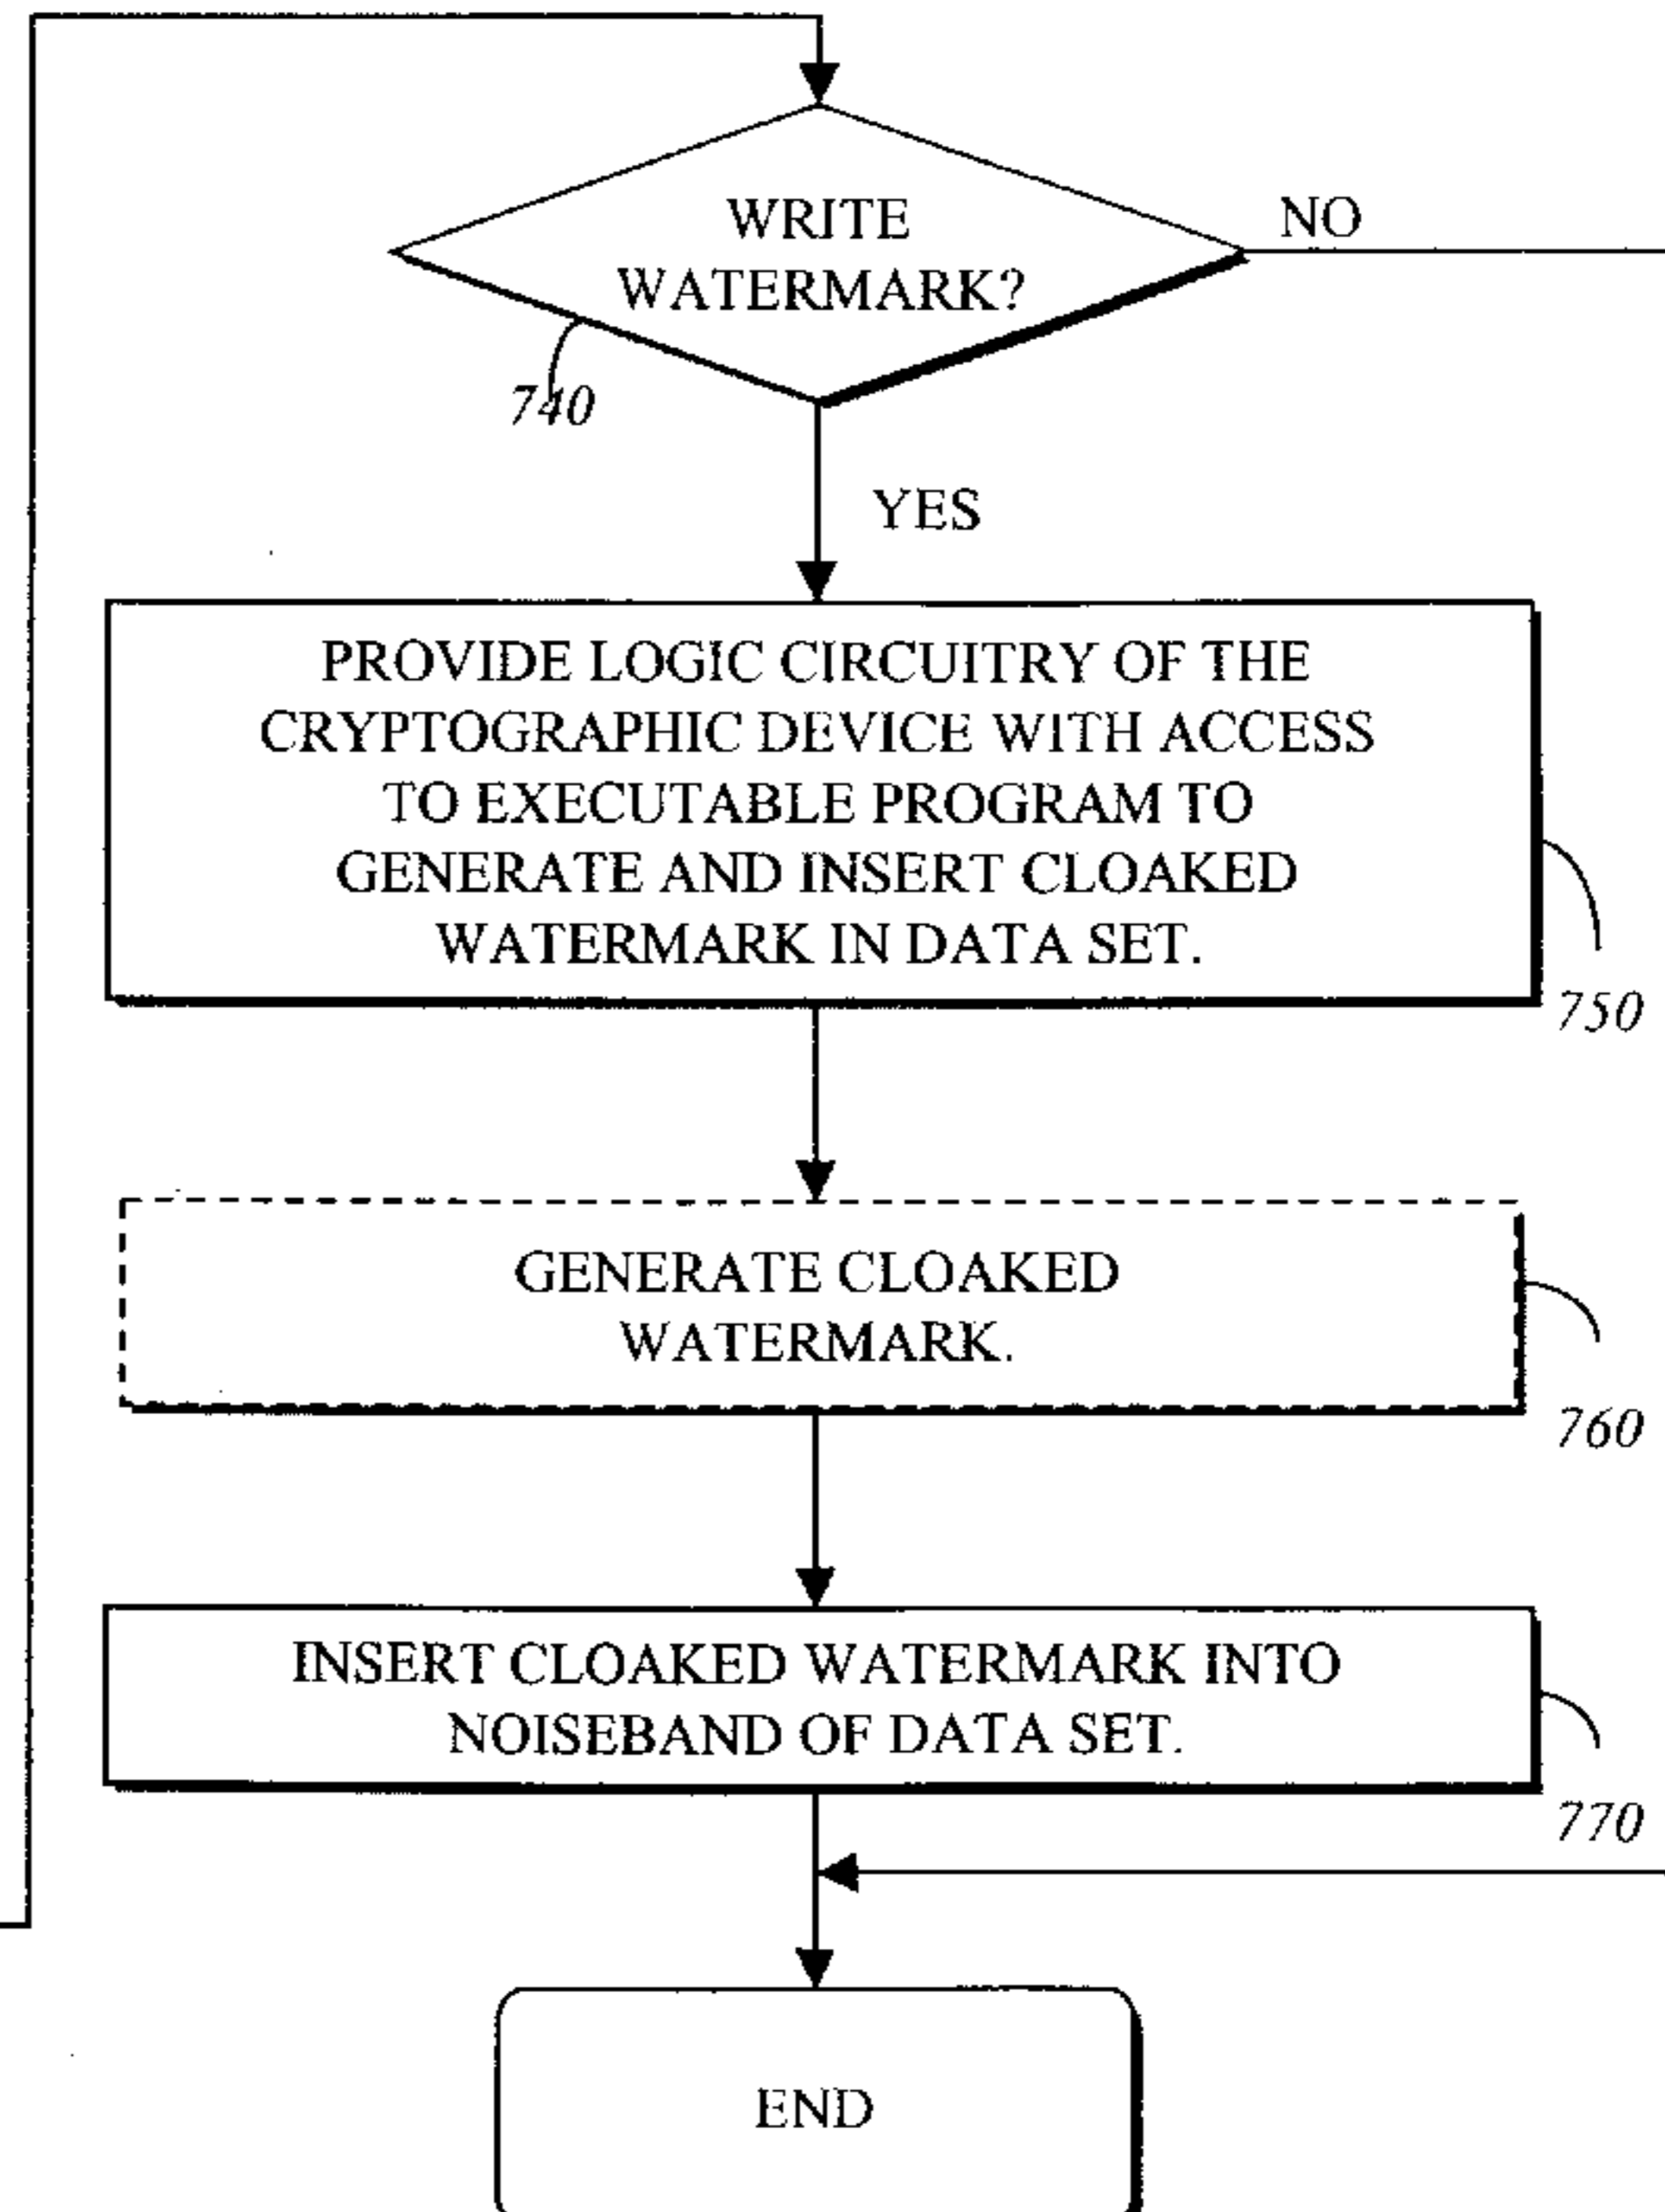 WRITE
WATERMARK?
NO
740
YES
PROVIDE LOGIC CIRCUITRY OF THE
CRYPTOGRAPHIC DEVICE WITH ACCESS
TO EXECUTABLE PROGRAM TO
GENERATE AND INSERT CLOAKED
WATERMARK IN DATA SET.
750
GENERATE CLOAKED
WATERMARK.
760
INSERT CLOAKED WATERMARK INTO
NOISEBAND OF DATA SET.
770
END